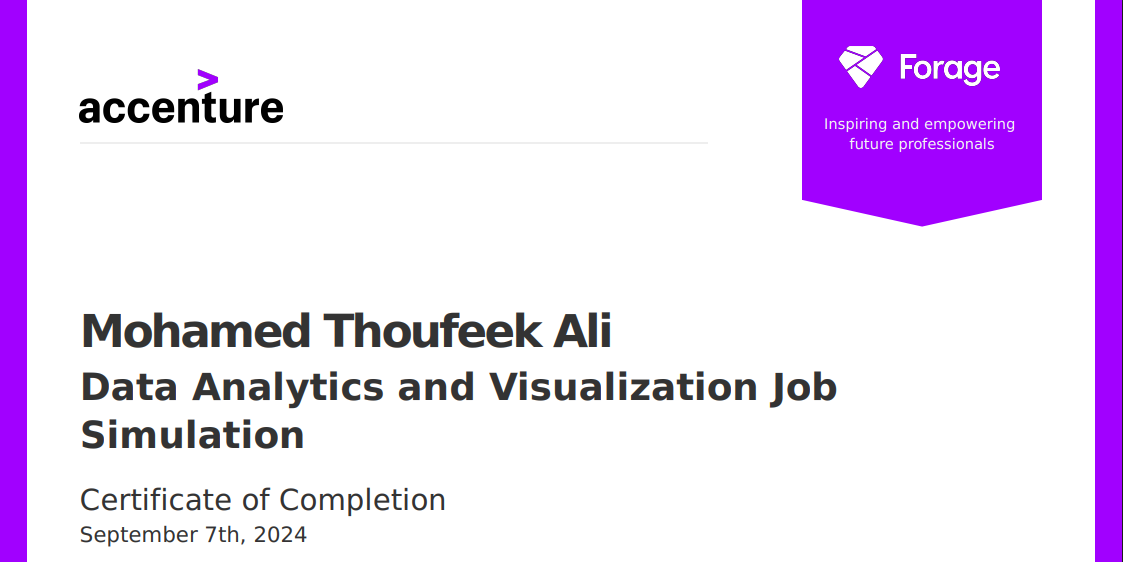 accenture
Forage
Inspiring and empowering
future professionals
Mohamed Thoufeek Ali
Data Analytics and Visualization Job
Simulation
Certificate of Completion
September 7th, 2024